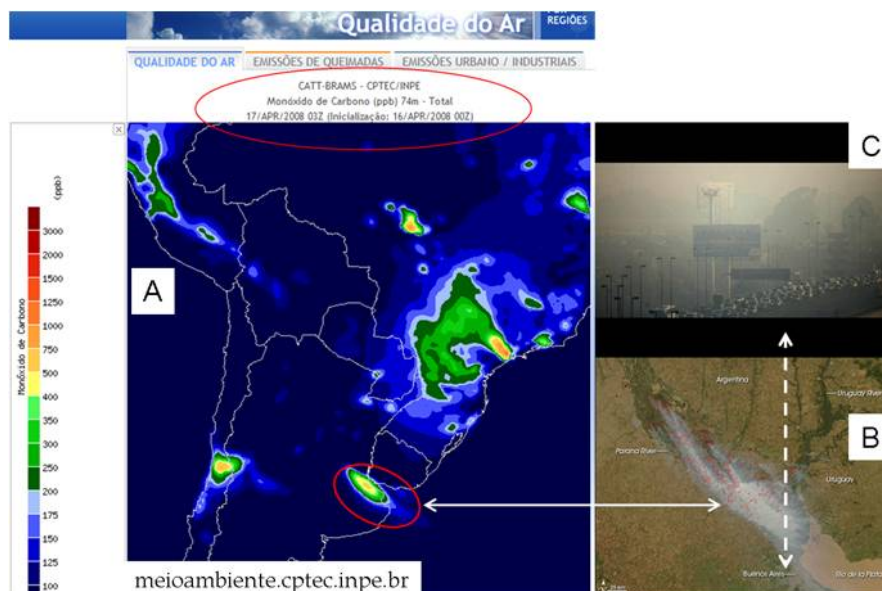 Qualidade do Ar
REGIÕES
QUALIDADE DO AR
EMISSÕES DE QUEIMADAS
EMISSÕES URBANO / INDUSTRIAIS
CATT-BRAMS - CPTEC/INPE
Monóxido de Carbono (ppb) 74m - Total
17/APR/2008 03Z (Inicialização: 16/APR/2008 00Z)
(ppb)
3000
2000
1500
1250
1000
750
500
400
350
300
250
200
175
150
125
100
Monóxido de Carbono
A
C
B
Argentina
Uruguay River
Parana River
Uruguay
Buenos Aires
Rio de la Plata
meioambiente.cptec.inpe.br